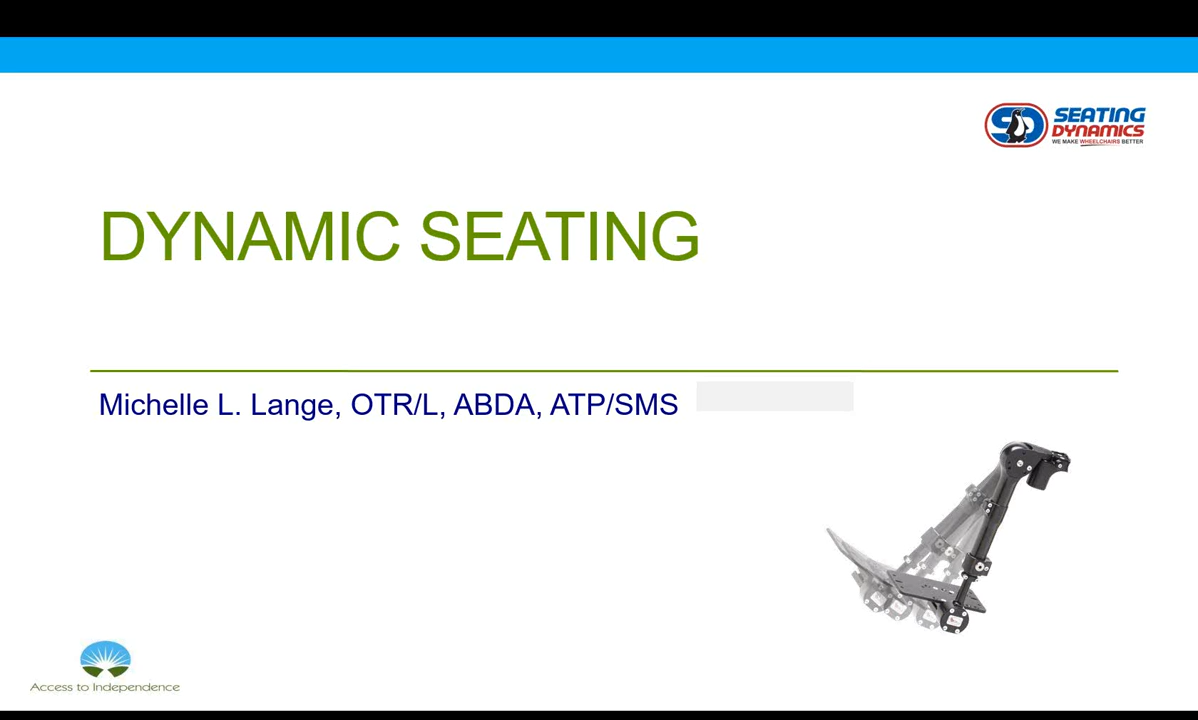 SEATING
DYNAMICS
WE MAKE WHEELCHAIRS BETTER
DYNAMIC SEATING
Michelle L. Lange, OTR/L, ABDA, ATP/SMS
Access to Independence